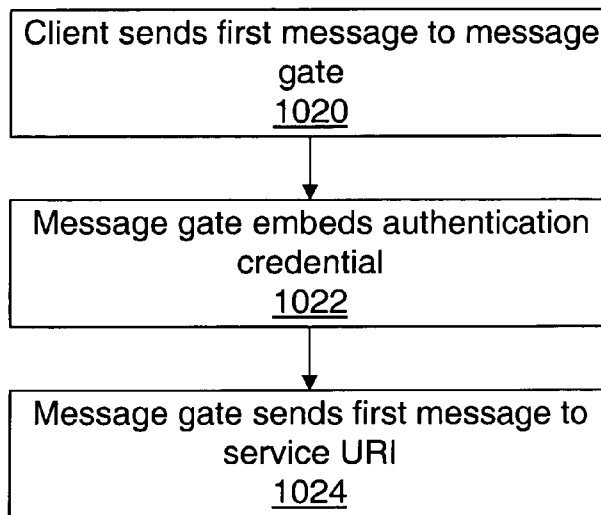 Client sends first message to message
gate
1020
Message gate embeds authentication
credential
1022
Message gate sends first message to
service URI
1024